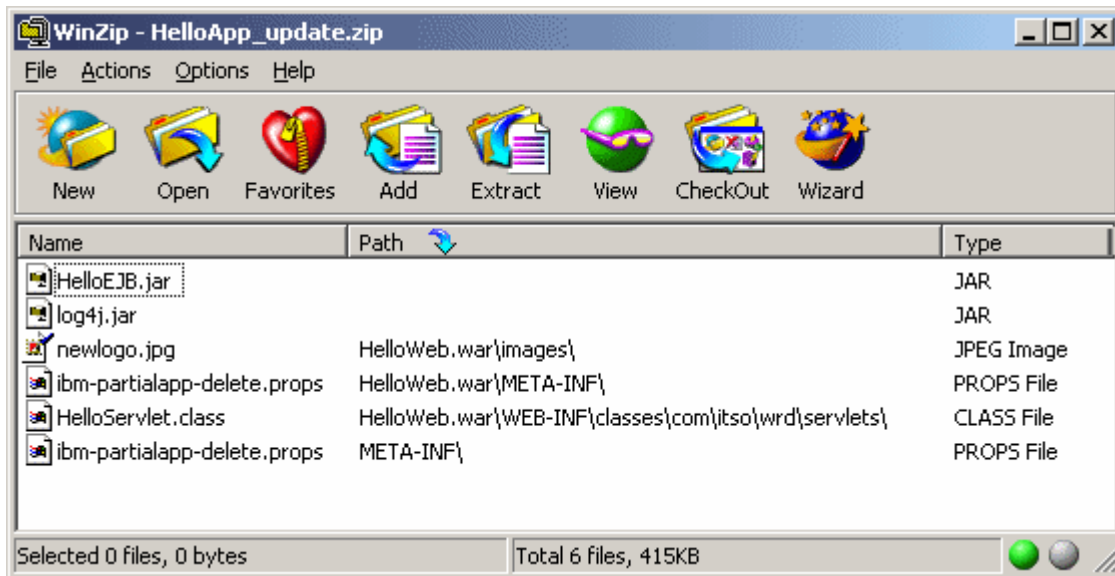 WinZip - HelloApp_update.zip
File Actions Options Help
New Open Favorites Add Extract View CheckOut Wizard
Name Path Type
HelloEJB.jar JAR
log4j.jar JAR
newlogo.jpg HelloWeb.war\images\ JPEG Image
ibm-partialapp-delete.props HelloWeb.war\META-INF\ PROPS File
HelloServlet.class HelloWeb.war\WEB-INF\classes\com\itso\wrd\servlets\ CLASS File
ibm-partialapp-delete.props META-INF\ PROPS File
Selected 0 files, 0 bytes Total 6 files, 415KB